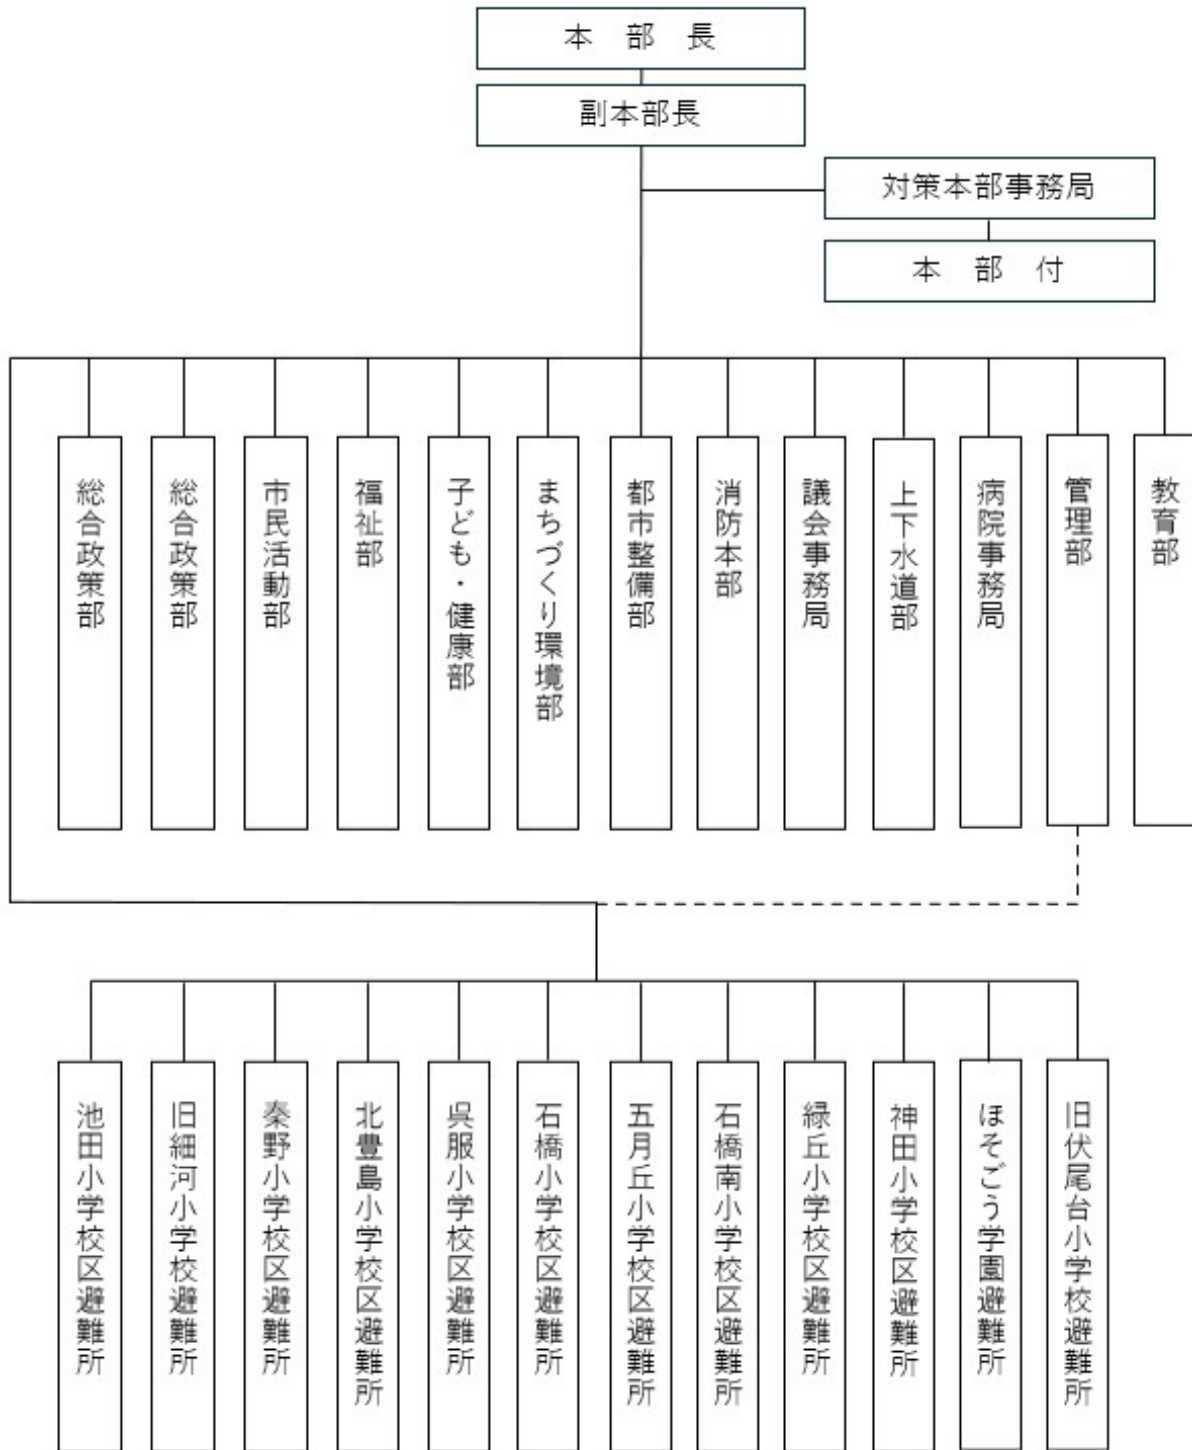 本 部 長
副本部長
対策本部事務局
本 部 付
総合政策部
総合政策部
市民活動部
福祉部
子ども・健康部
まちづくり環境部
都市整備部
消防本部
議会事務局
上下水道部
病院事務局
管理部
教育部
池田小学校区避難所
旧細河小学校避難所
秦野小学校区避難所
北豊島小学校区避難所
呉服小学校区避難所
石橋小学校区避難所
五月丘小学校区避難所
石橋南小学校区避難所
緑丘小学校区避難所
神田小学校区避難所
ほそごう学園避難所
旧伏尾台小学校避難所